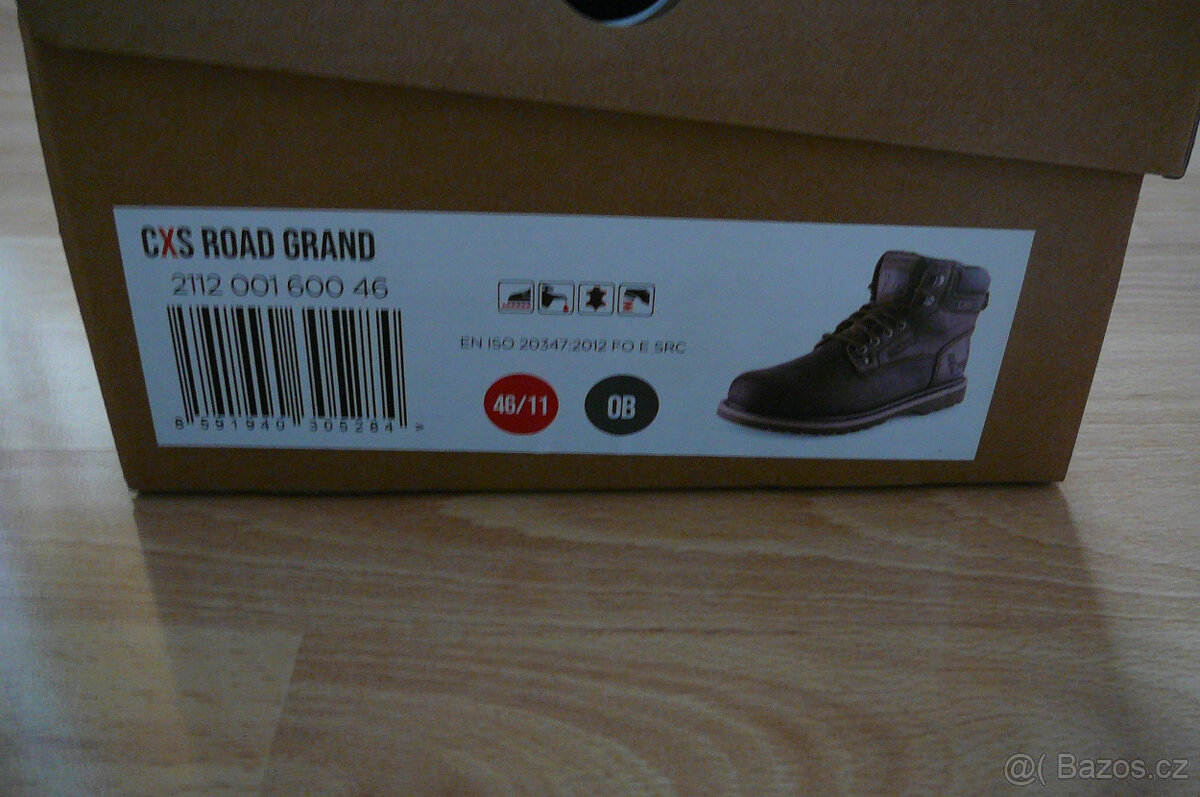 CXS ROAD GRAND
2112 001 600 46
8 591940 305284 >
EN ISO 20347:2012 FO E SRC
46/11
OB
@( Bazos.cz